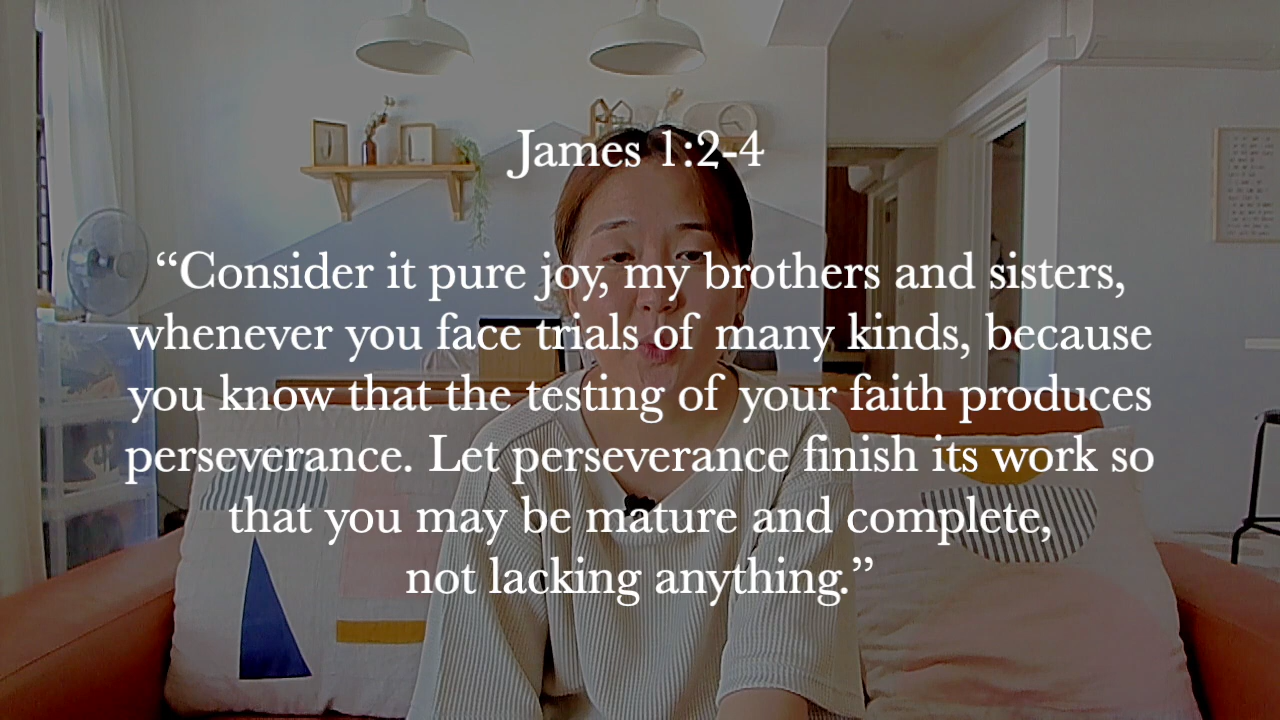 James 1:2-4
“Consider it pure joy, my brothers and sisters,
whenever you face trials of many kinds, because
you know that the testing of your faith produces
perseverance. Let perseverance finish its work so
that you may be mature and complete,
not lacking anything.”